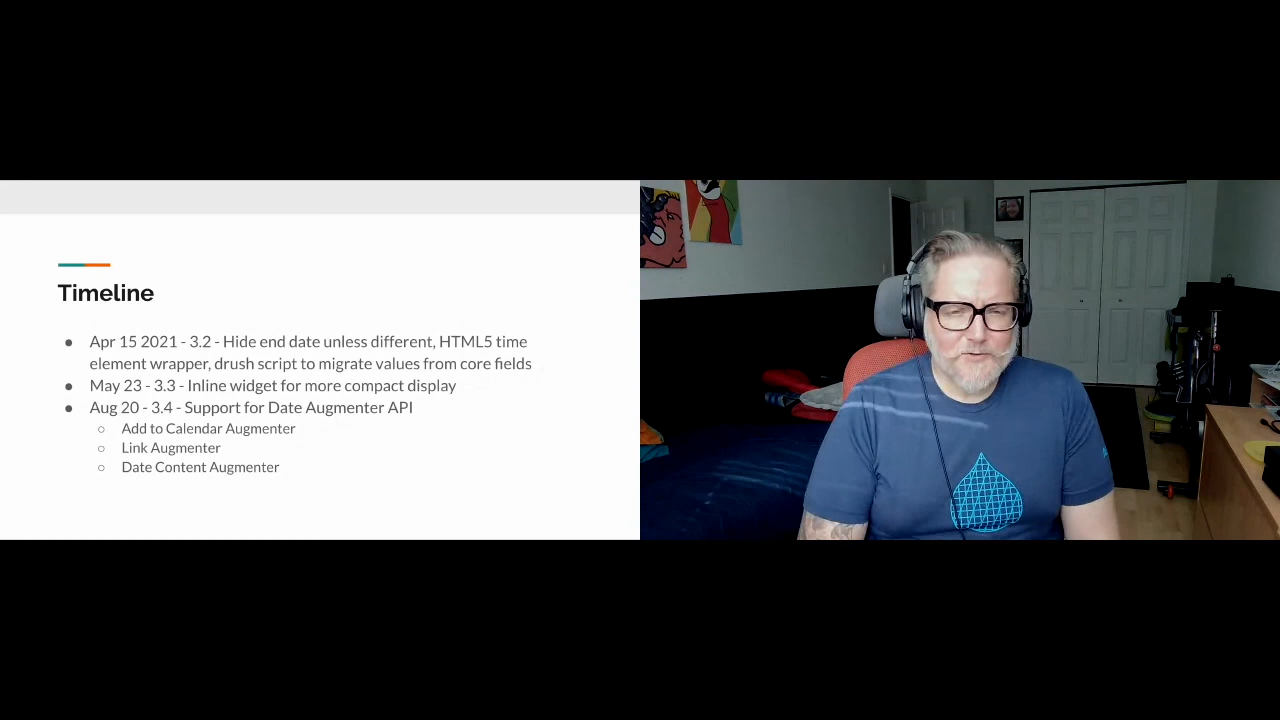 Timeline
● Apr 15 2021 - 3.2 - Hide end date unless different, HTML5 time
element wrapper, drush script to migrate values from core fields
● May 23 - 3.3 - Inline widget for more compact display
● Aug 20 - 3.4 - Support for Date Augmenter API
○ Add to Calendar Augmenter
○ Link Augmenter
○ Date Content Augmenter